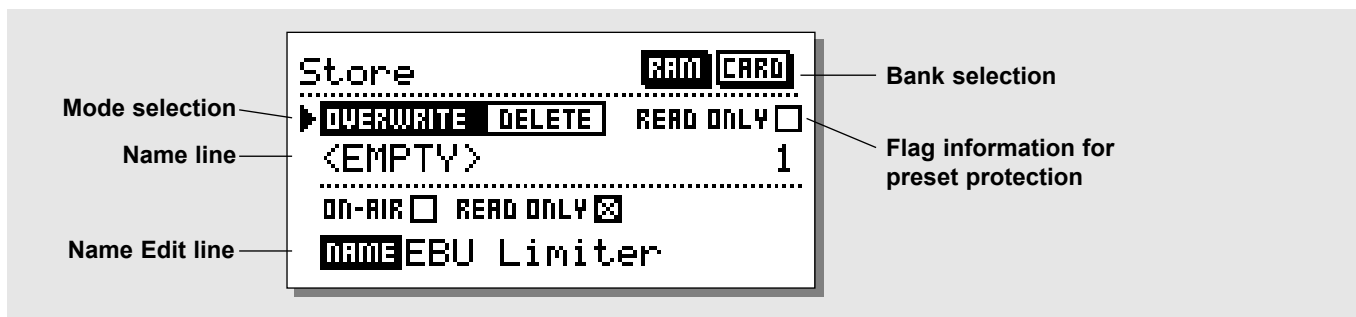 Store RAM CARD
Bank selection
Mode selection
OVERWRITE DELETE READ ONLY
Name line
<EMPTY> 1
Flag information for
preset protection
ON-AIR READ ONLY
Name Edit line
NAME EBU Limiter